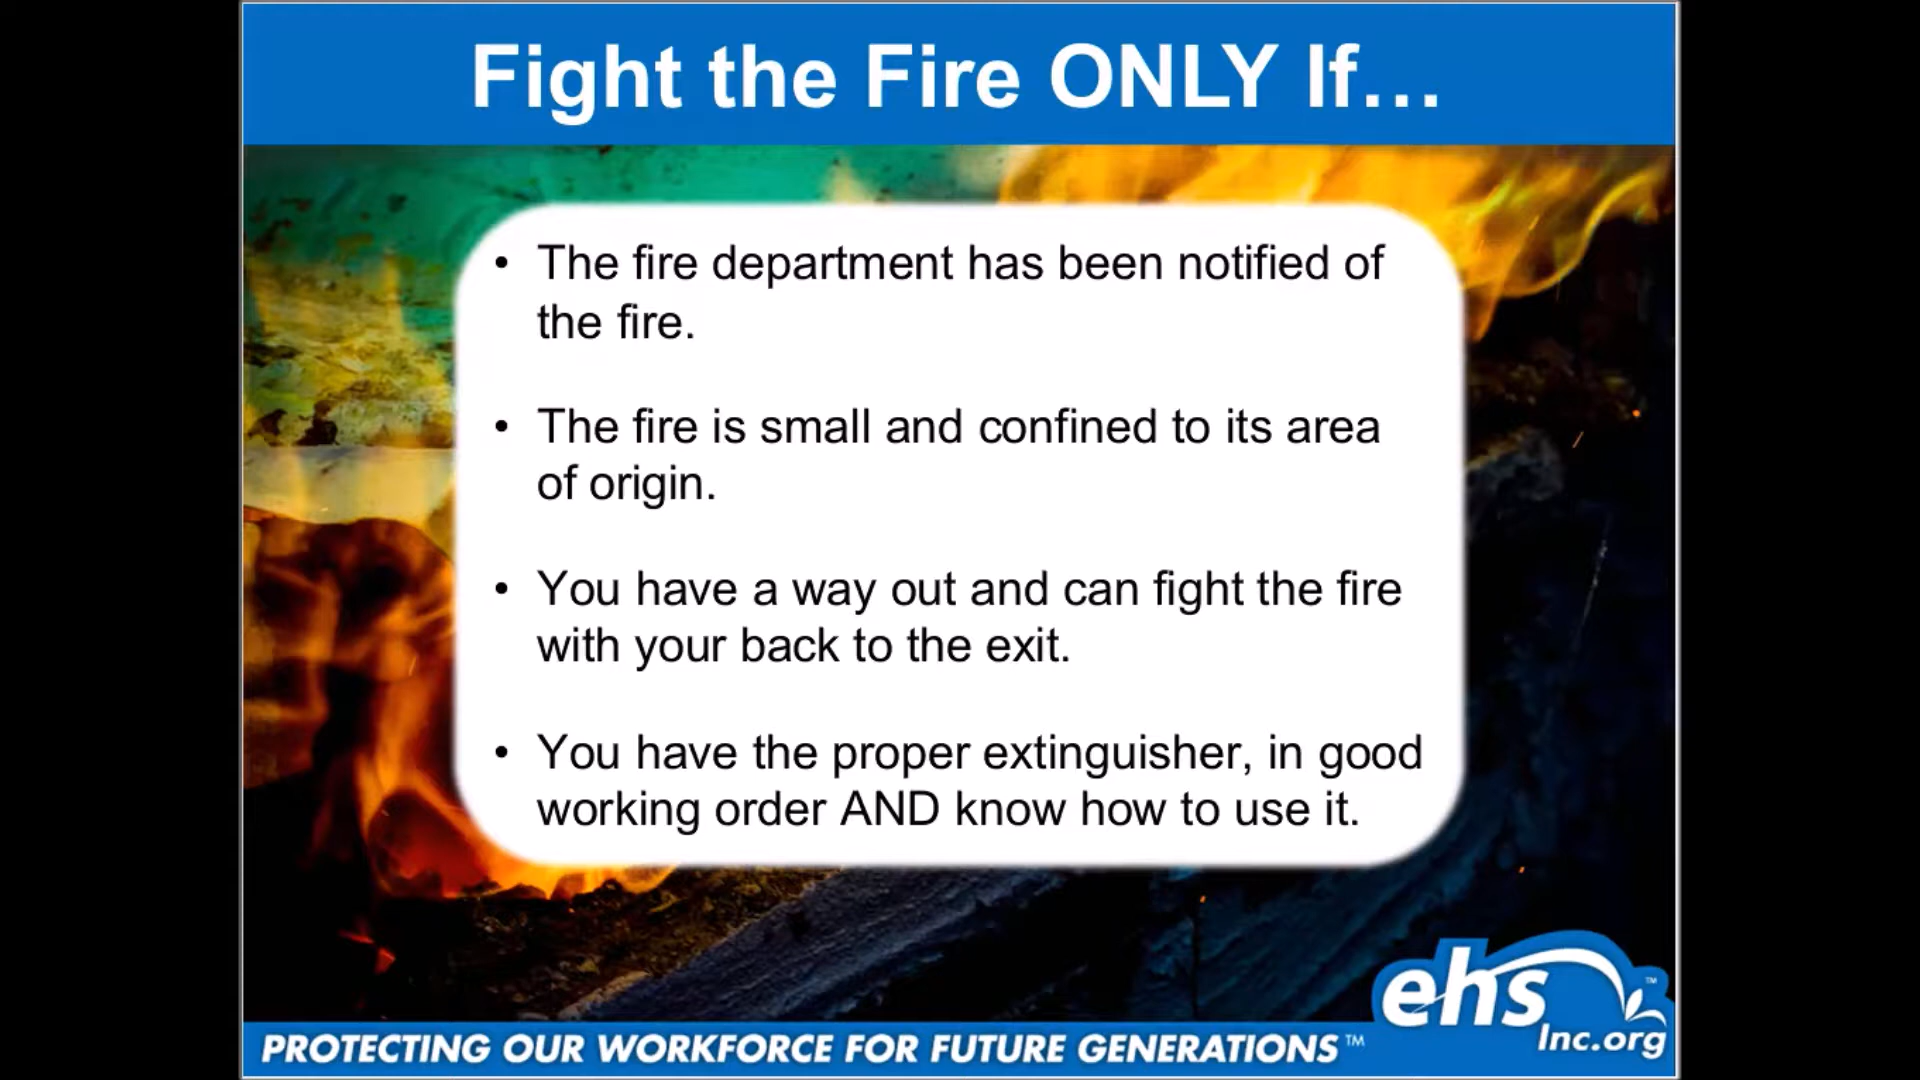 Fight the Fire ONLY If...
• The fire department has been notified of
the fire.
• The fire is small and confined to its area
of origin.
• You have a way out and can fight the fire
with your back to the exit.
• You have the proper extinguisher, in good
working order AND know how to use it.
ehs™
Inc.org
PROTECTING OUR WORKFORCE FOR FUTURE GENERATIONS™